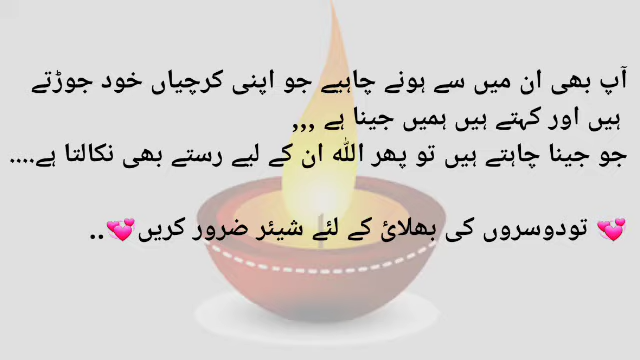 آپ بھی ان میں سے ہونے چاہیے جو اپنی کرچیاں خود جوڑتے
ہیں اور کہتے ہیں ہمیں جینا ہے ,,,
جو جینا چاہتے ہیں تو پھر اللہ ان کے لیے رستے بھی نکالتا ہے....
💞 تودوسروں کی بھلائ کے لئے شیئر ضرور کریں💞..